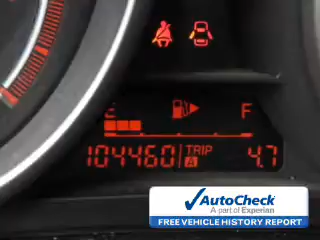 E F
104460 TRIP A 4.7
AutoCheck
A part of Experian
FREE VEHICLE HISTORY REPORT